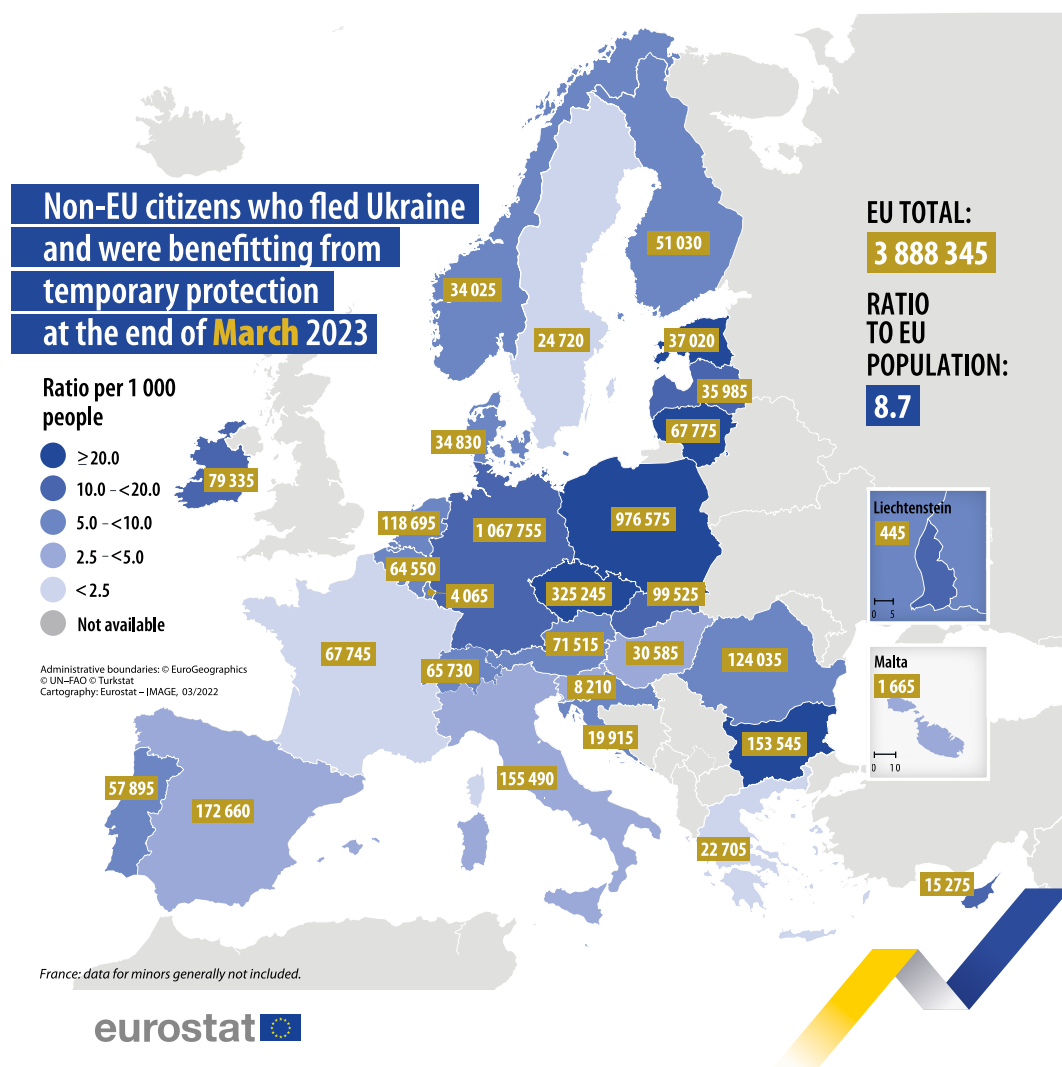 Non-EU citizens who fled Ukraine
and were benefitting from
temporary protection
at the end of March 2023
EU TOTAL:
3 888 345
RATIO
TO EU
POPULATION:
8.7
Ratio per 1 000
people
≥20.0
10.0 – <20.0
5.0 – <10.0
2.5 – <5.0
< 2.5
Not available
Administrative boundaries: © EuroGeographics
© UN–FAO © Turkstat
Cartography: Eurostat – IMAGE, 03/2022
51 030
34 025
24 720
37 020
35 985
67 775
34 830
79 335
118 695
1 067 755
976 575
64 550
4 065
325 245
99 525
67 745
65 730
71 515
30 585
124 035
8 210
19 915
153 545
57 895
172 660
155 490
22 705
15 275
Liechtenstein
445
0 5
Malta
1 665
0 10
France: data for minors generally not included.
eurostat